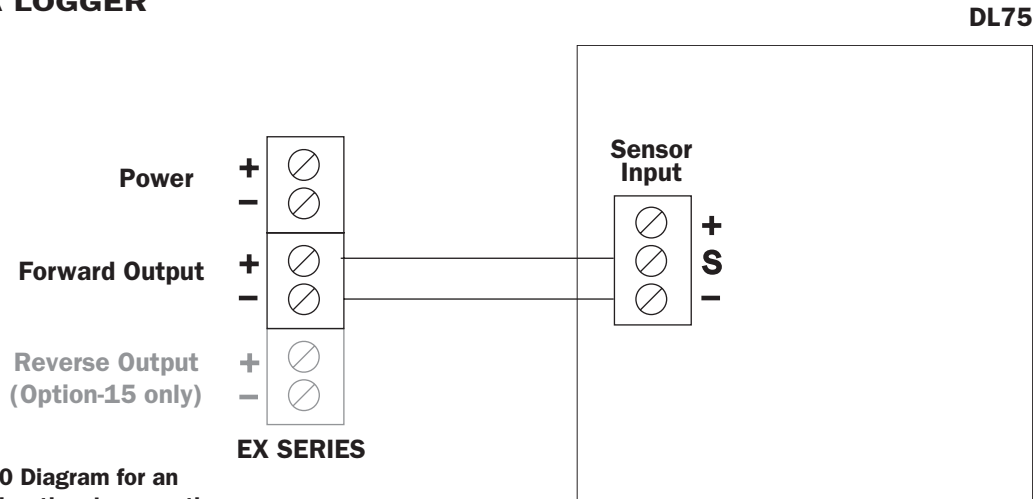 LOGGER
DL75
Power
+
−
Forward Output
+
−
Reverse Output
(Option-15 only)
+
−
EX SERIES
Sensor
Input
+
S
−
0 Diagram for an